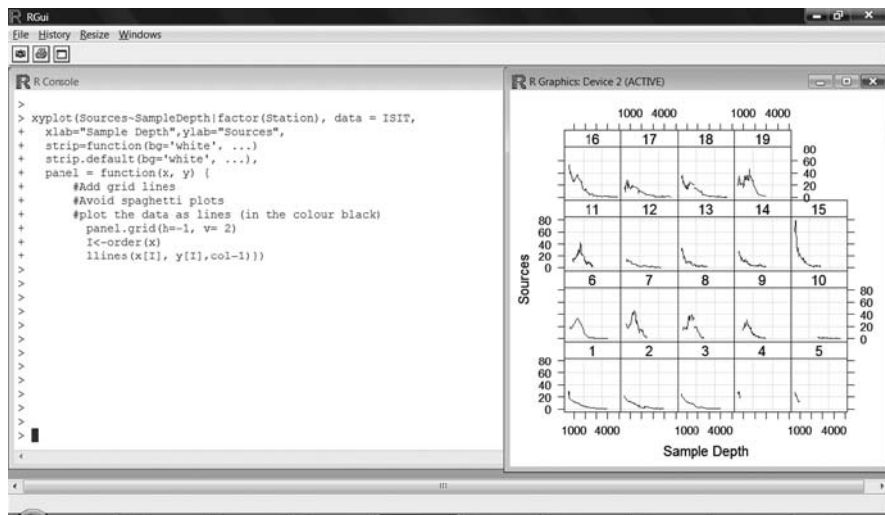 RGui
File History Resize Windows
R Console
>
> xyplot(Sources~SampleDepth|factor(Station), data = ISIT,
+ xlab="Sample Depth",ylab="Sources",
+ strip=function(bg='white', ...)
+ strip.default(bg='white', ...),
+ panel = function(x, y) {
+ #Add grid lines
+ #Avoid spaghetti plots
+ #plot the data as lines (in the colour black)
+ panel.grid(h=-1, v= 2)
+ I<-order(x)
+ llines(x[I], y[I],col=1)})
>
>
>
>
>
>
>
>
>
>
>
>
>
>
R Graphics: Device 2 (ACTIVE)
1000 4000 1000 4000
16 17 18 19
80
60
40
20
0
11 12 13 14 15
80
60
40
20
0
Sources
6 7 8 9 10
80
60
40
20
0
1 2 3 4 5
80
60
40
20
0
1000 4000 1000 4000 1000 4000
Sample Depth